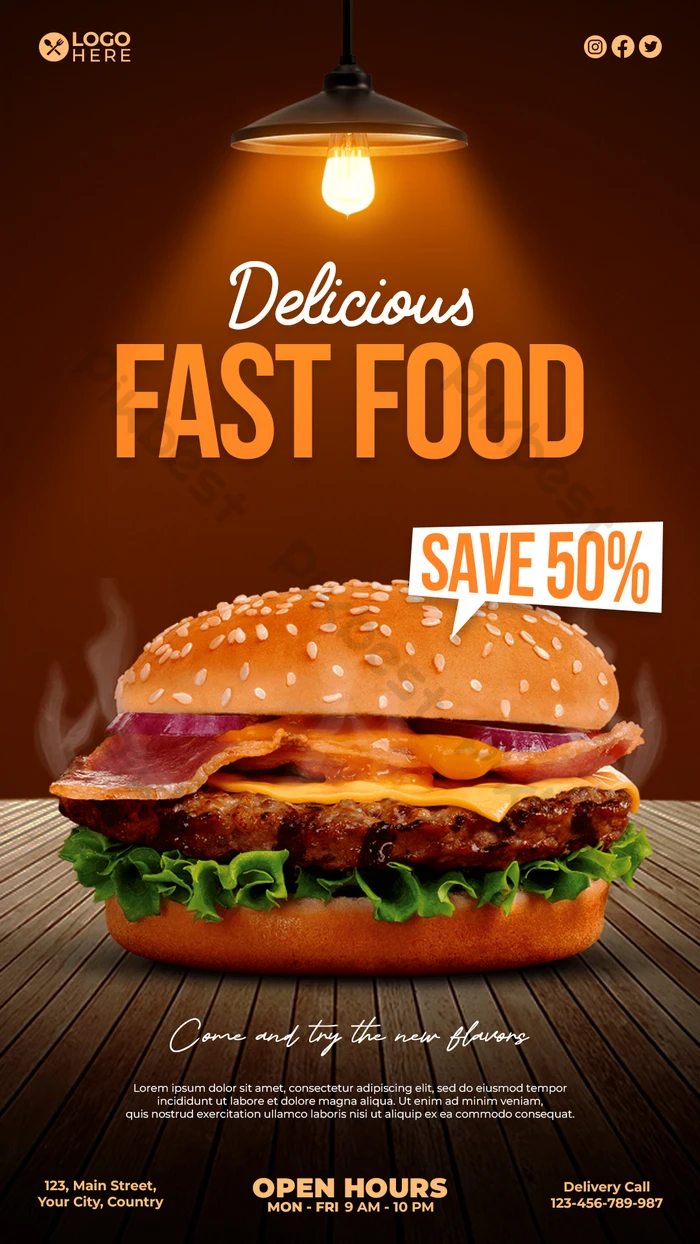 LOGO
HERE
Delicious
FAST FOOD
SAVE 50%
Come and try the new flavors
Lorem ipsum dolor sit amet, consectetur adipiscing elit, sed do eiusmod tempor
incididunt ut labore et dolore magna aliqua. Ut enim ad minim veniam,
quis nostrud exercitation ullamco laboris nisi ut aliquip ex ea commodo consequat.
123, Main Street,
Your City, Country
OPEN HOURS
MON - FRI 9 AM - 10 PM
Delivery Call
123-456-789-987
pikbest
pikbest
pikbest